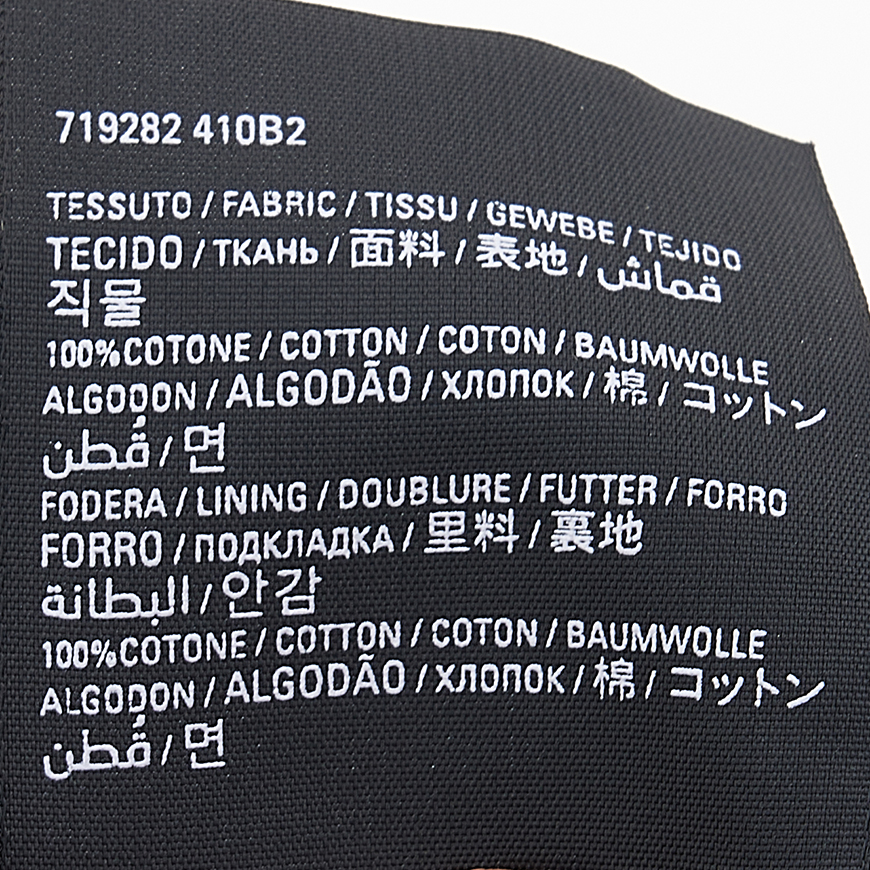 719282 410B2
TESSUTO / FABRIC / TISSU / GEWEBE / TEJIDO
TECIDO / ТКАНЬ / 面料 / 表地 / قماش
직물
100%COTONE / COTTON / COTON / BAUMWOLLE
ALGODON / ALGODÃO / ХЛОПОК / 棉 / コットン
قُطن / 면
FODERA / LINING / DOUBLURE / FUTTER / FORRO
FORRO / ПОДКЛАДКА / 里料 / 裏地
البطانة / 안감
100%COTONE / COTTON / COTON / BAUMWOLLE
ALGODON / ALGODÃO / ХЛОПОК / 棉 / コットン
قُطن / 면